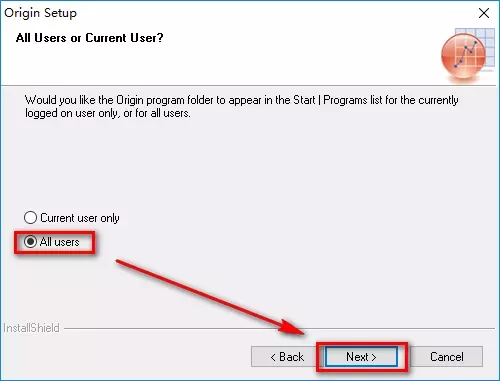 Origin Setup
All Users or Current User?
Would you like the Origin program folder to appear in the Start | Programs list for the currently
logged on user only, or for all users.
Current user only
All users
InstallShield
< Back
Next >
Cancel